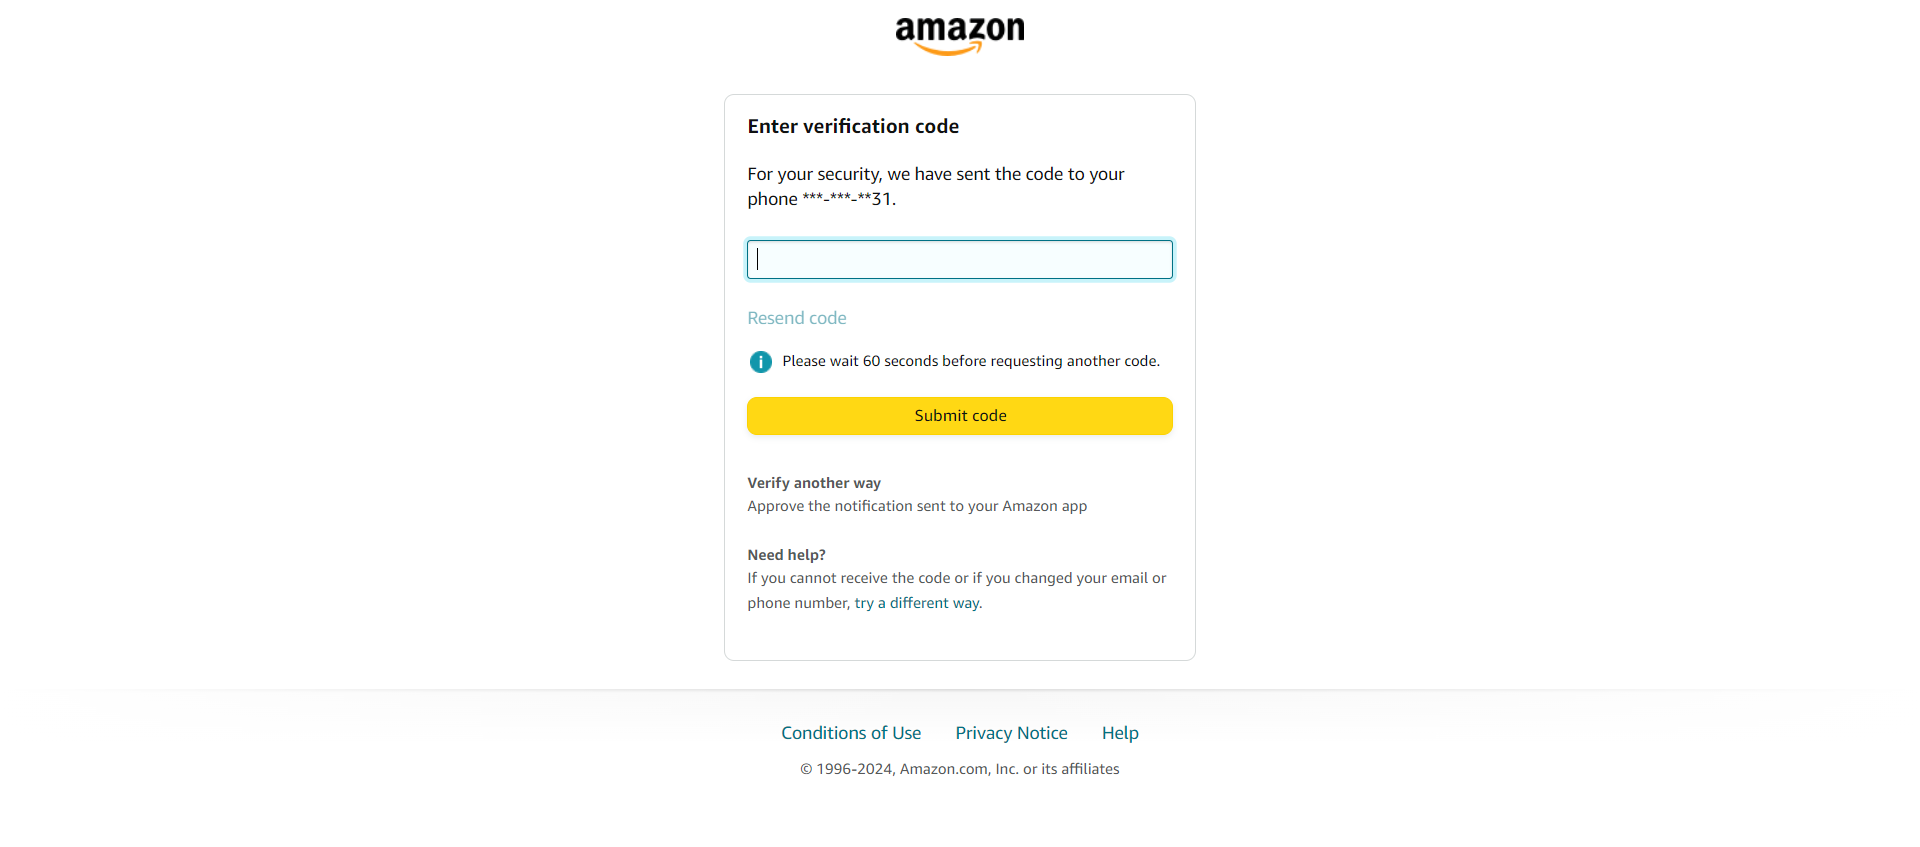 amazon
Enter verification code
For your security, we have sent the code to your
phone ***-***-**31.
Resend code
i Please wait 60 seconds before requesting another code.
Submit code
Verify another way
Approve the notification sent to your Amazon app
Need help?
If you cannot receive the code or if you changed your email or
phone number, try a different way.
Conditions of Use Privacy Notice Help
© 1996-2024, Amazon.com, Inc. or its affiliates